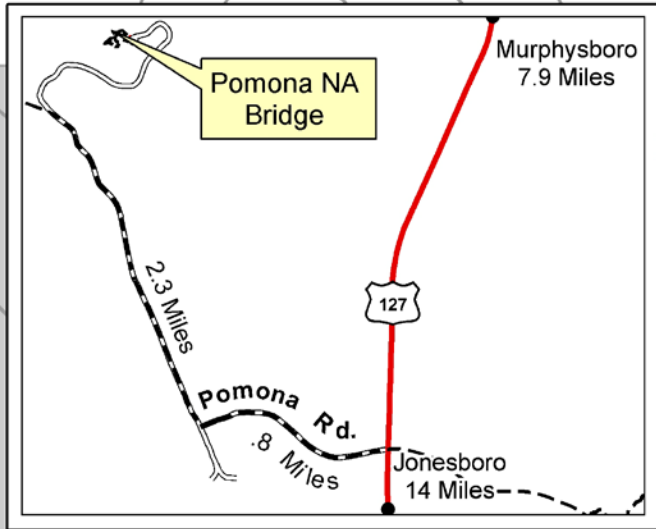 Murphysboro
7.9 Miles
Pomona NA
Bridge
127
2.3 Miles
Pomona Rd.
.8 Miles
Jonesboro
14 Miles